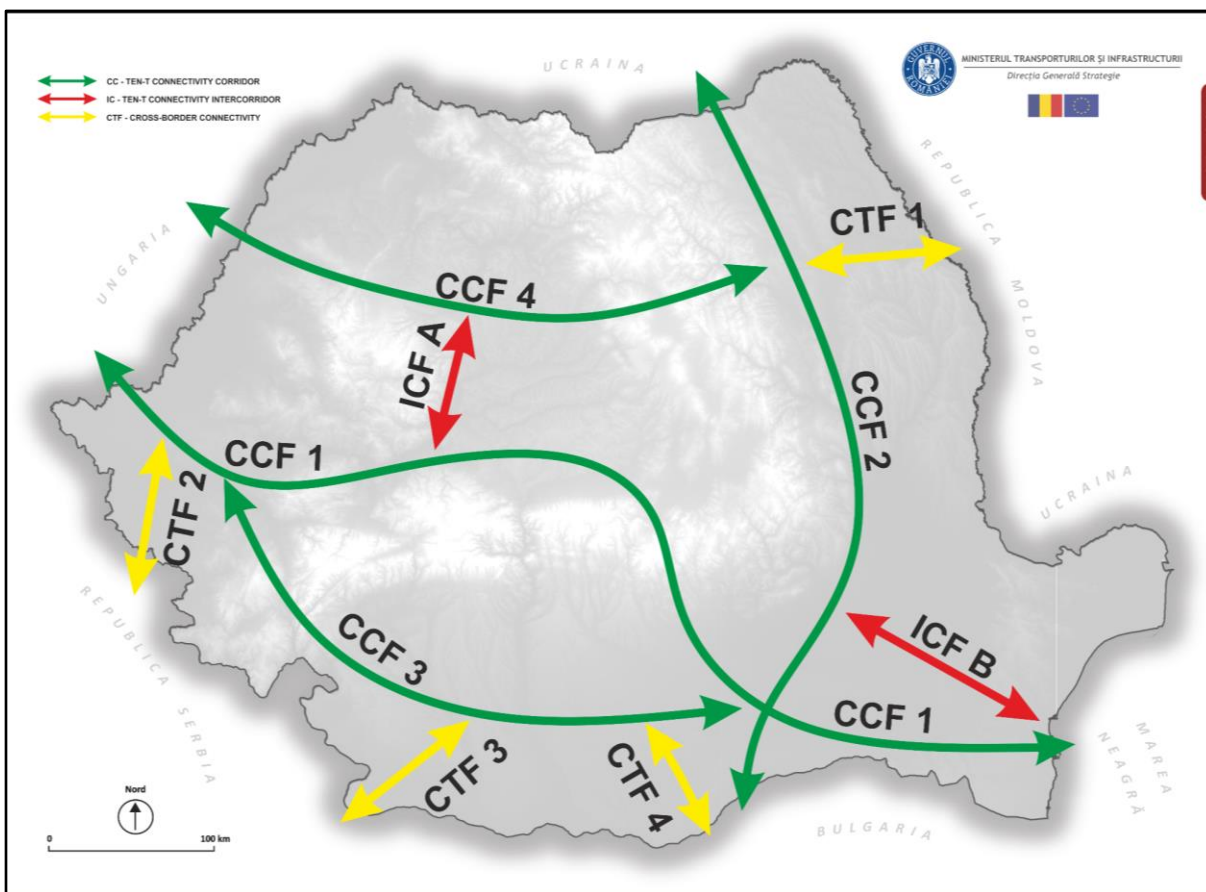 CC - TEN-T CONNECTIVITY CORRIDOR
IC - TEN-T CONNECTIVITY INTERCORRIDOR
CTF - CROSS-BORDER CONNECTIVITY
UCRAINA
GUVERNUL ROMÂNIEI
MINISTERUL TRANSPORTURILOR ȘI INFRASTRUCTURII
Direcția Generală Strategie
REPUBLICA MOLDOVA
UNGARIA
CTF 1
CCF 4
ICF A
CCF 2
CCF 1
CTF 2
UCRAINA
REPUBLICA SERBIA
CCF 3
ICF B
CCF 1
CTF 3
CTF 4
MAREA NEAGRĂ
BULGARIA
Nord
0 100 km